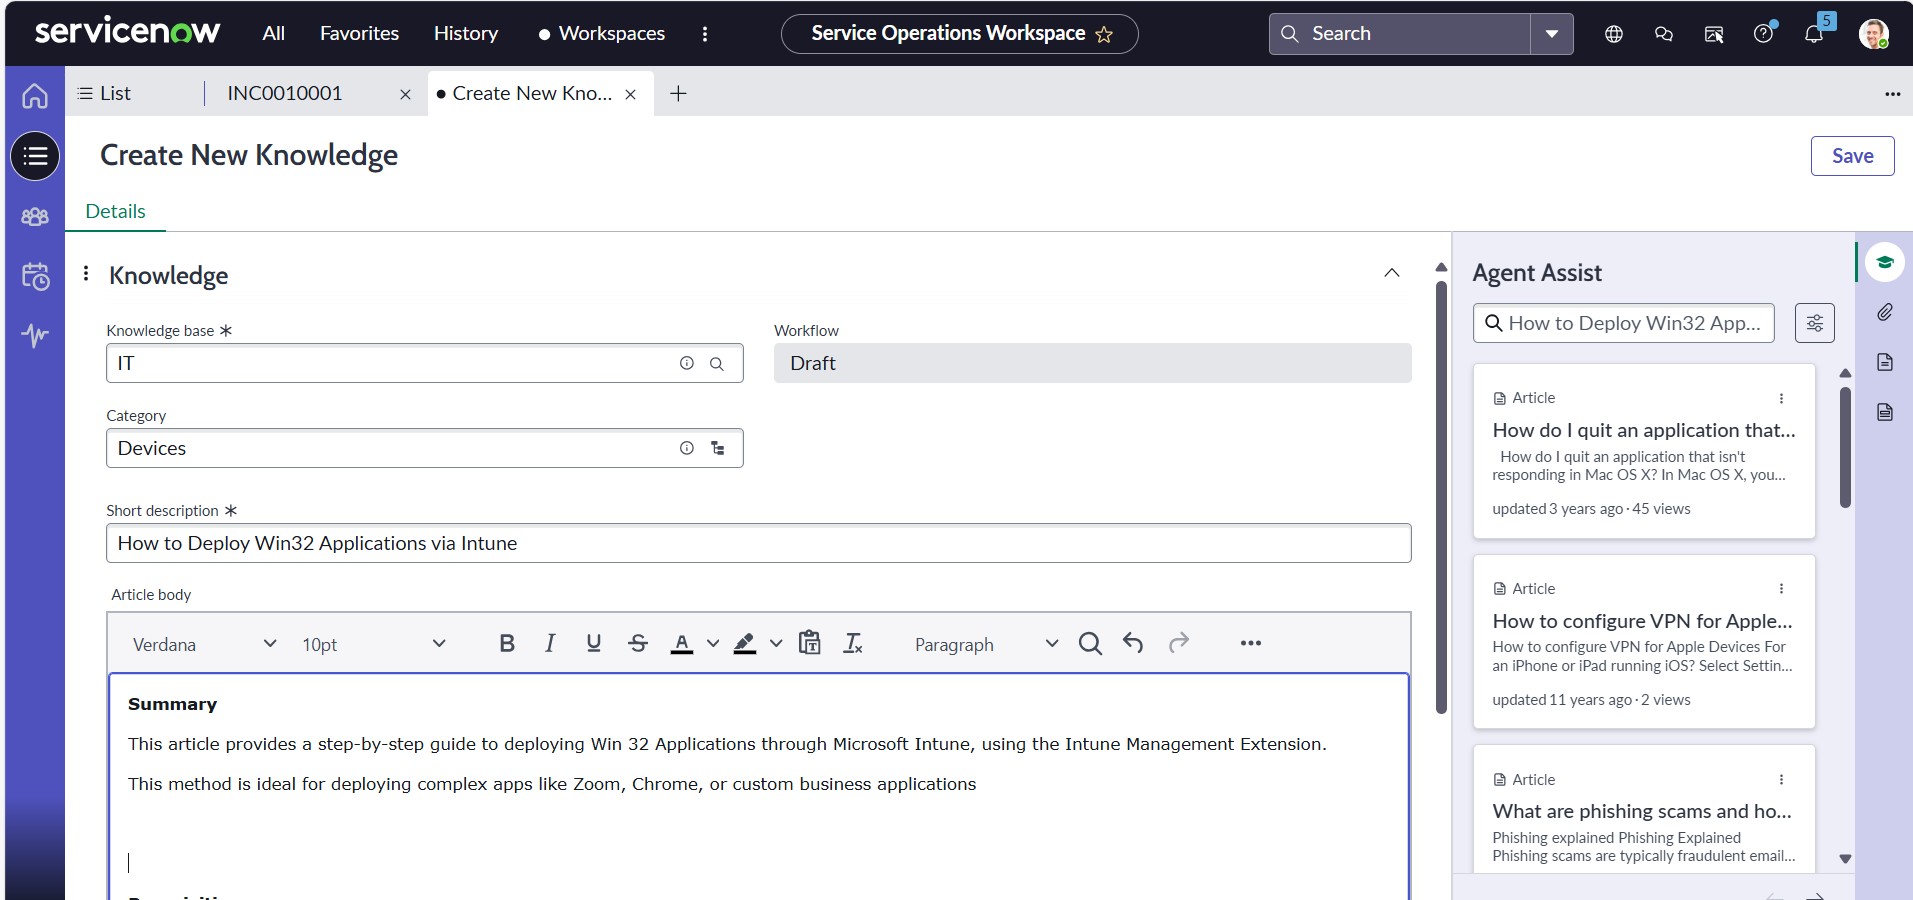 servicenow
All
Favorites
History
Workspaces
Service Operations Workspace
Search
5
List
INC0010001
Create New Kno...
Create New Knowledge
Save
Details
Knowledge
Knowledge base *
IT
Workflow
Draft
Category
Devices
Short description *
How to Deploy Win32 Applications via Intune
Article body
Verdana
10pt
B I U S A
Paragraph
Summary
This article provides a step-by-step guide to deploying Win 32 Applications through Microsoft Intune, using the Intune Management Extension.
This method is ideal for deploying complex apps like Zoom, Chrome, or custom business applications
Agent Assist
How to Deploy Win32 App...
Article
How do I quit an application that...
How do I quit an application that isn't
responding in Mac OS X? In Mac OS X, you...
updated 3 years ago · 45 views
Article
How to configure VPN for Apple...
How to configure VPN for Apple Devices For
an iPhone or iPad running iOS? Select Settin...
updated 11 years ago · 2 views
Article
What are phishing scams and ho...
Phishing explained Phishing Explained
Phishing scams are typically fraudulent email...